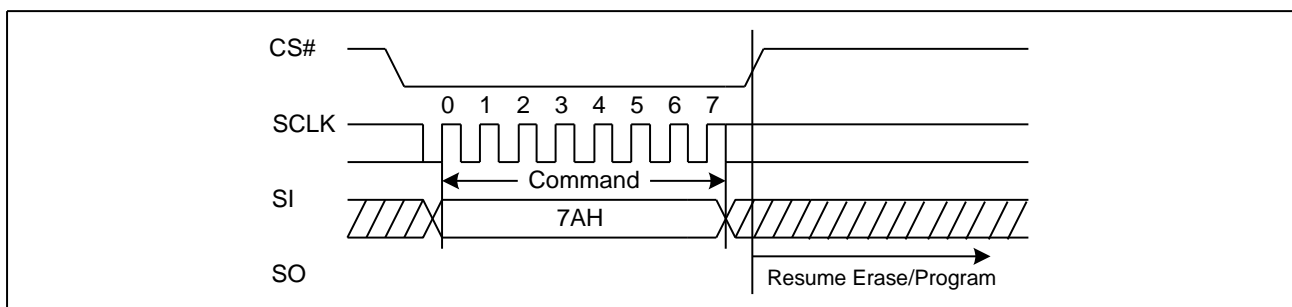 CS#
0 1 2 3 4 5 6 7
SCLK
Command
SI
7AH
SO
Resume Erase/Program